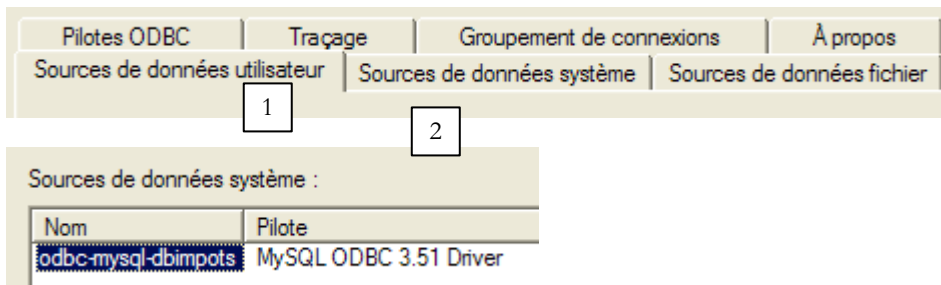 Pilotes ODBC Traçage Groupement de connexions À propos
Sources de données utilisateur Sources de données système Sources de données fichier
1
2
Sources de données système :
Nom Pilote
odbc-mysql-dbimpots MySQL ODBC 3.51 Driver